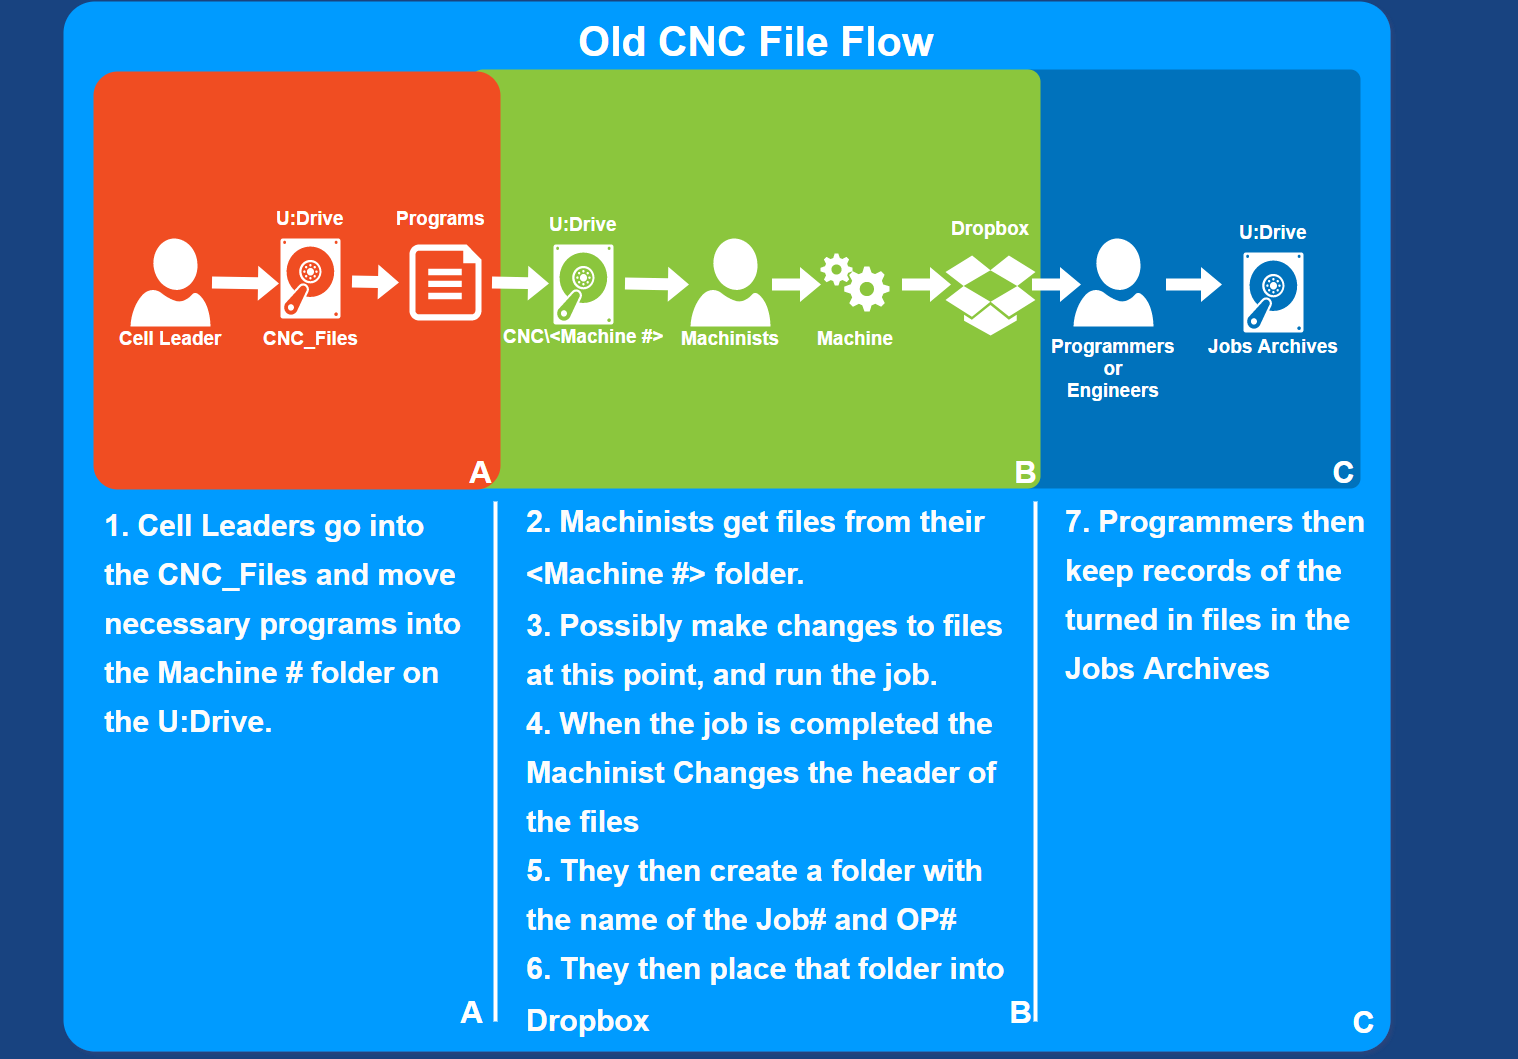 Old CNC File Flow
U:Drive
Programs
U:Drive
Dropbox
U:Drive
Cell Leader
CNC_Files
CNC\<Machine #>
Machinists
Machine
Programmers
or
Engineers
Jobs Archives
A
B
C
1. Cell Leaders go into
the CNC_Files and move
necessary programs into
the Machine # folder on
the U:Drive.
A
2. Machinists get files from their
<Machine #> folder.
3. Possibly make changes to files
at this point, and run the job.
4. When the job is completed the
Machinist Changes the header of
the files
5. They then create a folder with
the name of the Job# and OP#
6. They then place that folder into
Dropbox
B
7. Programmers then
keep records of the
turned in files in the
Jobs Archives
C